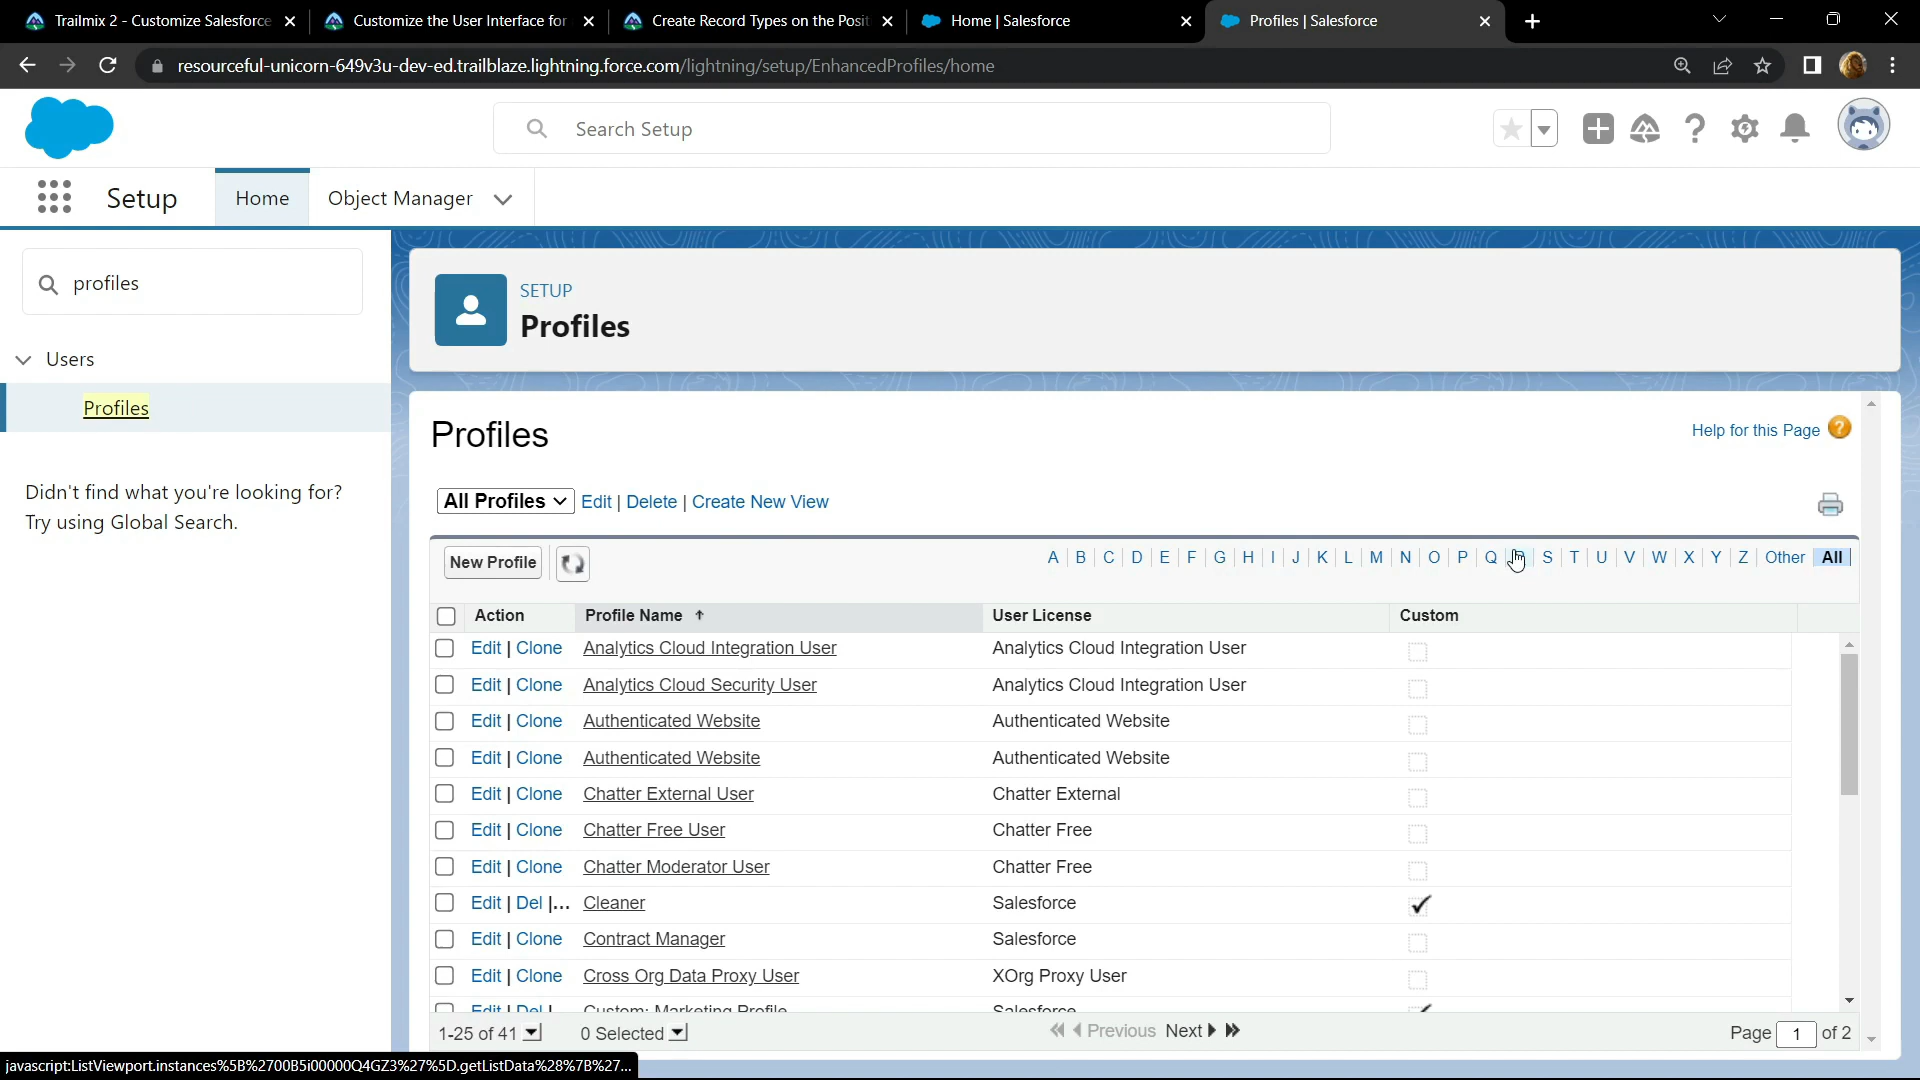 Trailmix 2 - Customize Salesforce
Customize the User Interface for
Create Record Types on the Posit
Home | Salesforce
Profiles | Salesforce
resourceful-unicorn-649v3u-dev-ed.trailblaze.lightning.force.com/lightning/setup/EnhancedProfiles/home
Search Setup
Setup
Home
Object Manager
profiles
Users
Profiles
Didn't find what you're looking for?
Try using Global Search.
SETUP
Profiles
Profiles
Help for this Page
All Profiles
Edit | Delete | Create New View
New Profile
A | B | C | D | E | F | G | H | I | J | K | L | M | N | O | P | Q | S | T | U | V | W | X | Y | Z | Other | All
Action Profile Name ↑ User License Custom
Edit | Clone Analytics Cloud Integration User Analytics Cloud Integration User
Edit | Clone Analytics Cloud Security User Analytics Cloud Integration User
Edit | Clone Authenticated Website Authenticated Website
Edit | Clone Authenticated Website Authenticated Website
Edit | Clone Chatter External User Chatter External
Edit | Clone Chatter Free User Chatter Free
Edit | Clone Chatter Moderator User Chatter Free
Edit | Del |... Cleaner Salesforce
Edit | Clone Contract Manager Salesforce
Edit | Clone Cross Org Data Proxy User XOrg Proxy User
Edit | Del | Custom: Marketing Profile Salesforce
1-25 of 41 0 Selected Previous Next Page 1 of 2
javascript:ListViewport.instances%5B%2700B5i00000Q4GZ3%27%5D.getListData%28%7B%27...